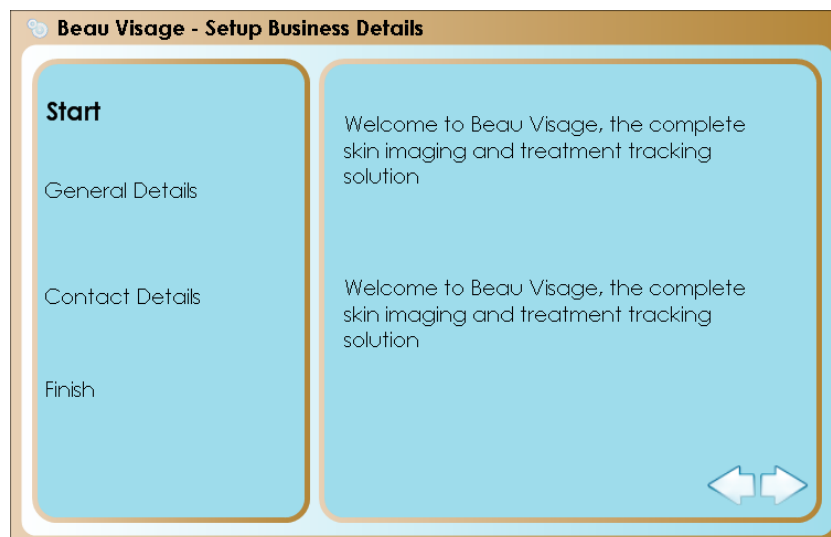 Beau Visage - Setup Business Details
Start
General Details
Contact Details
Finish
Welcome to Beau Visage, the complete
skin imaging and treatment tracking
solution
Welcome to Beau Visage, the complete
skin imaging and treatment tracking
solution